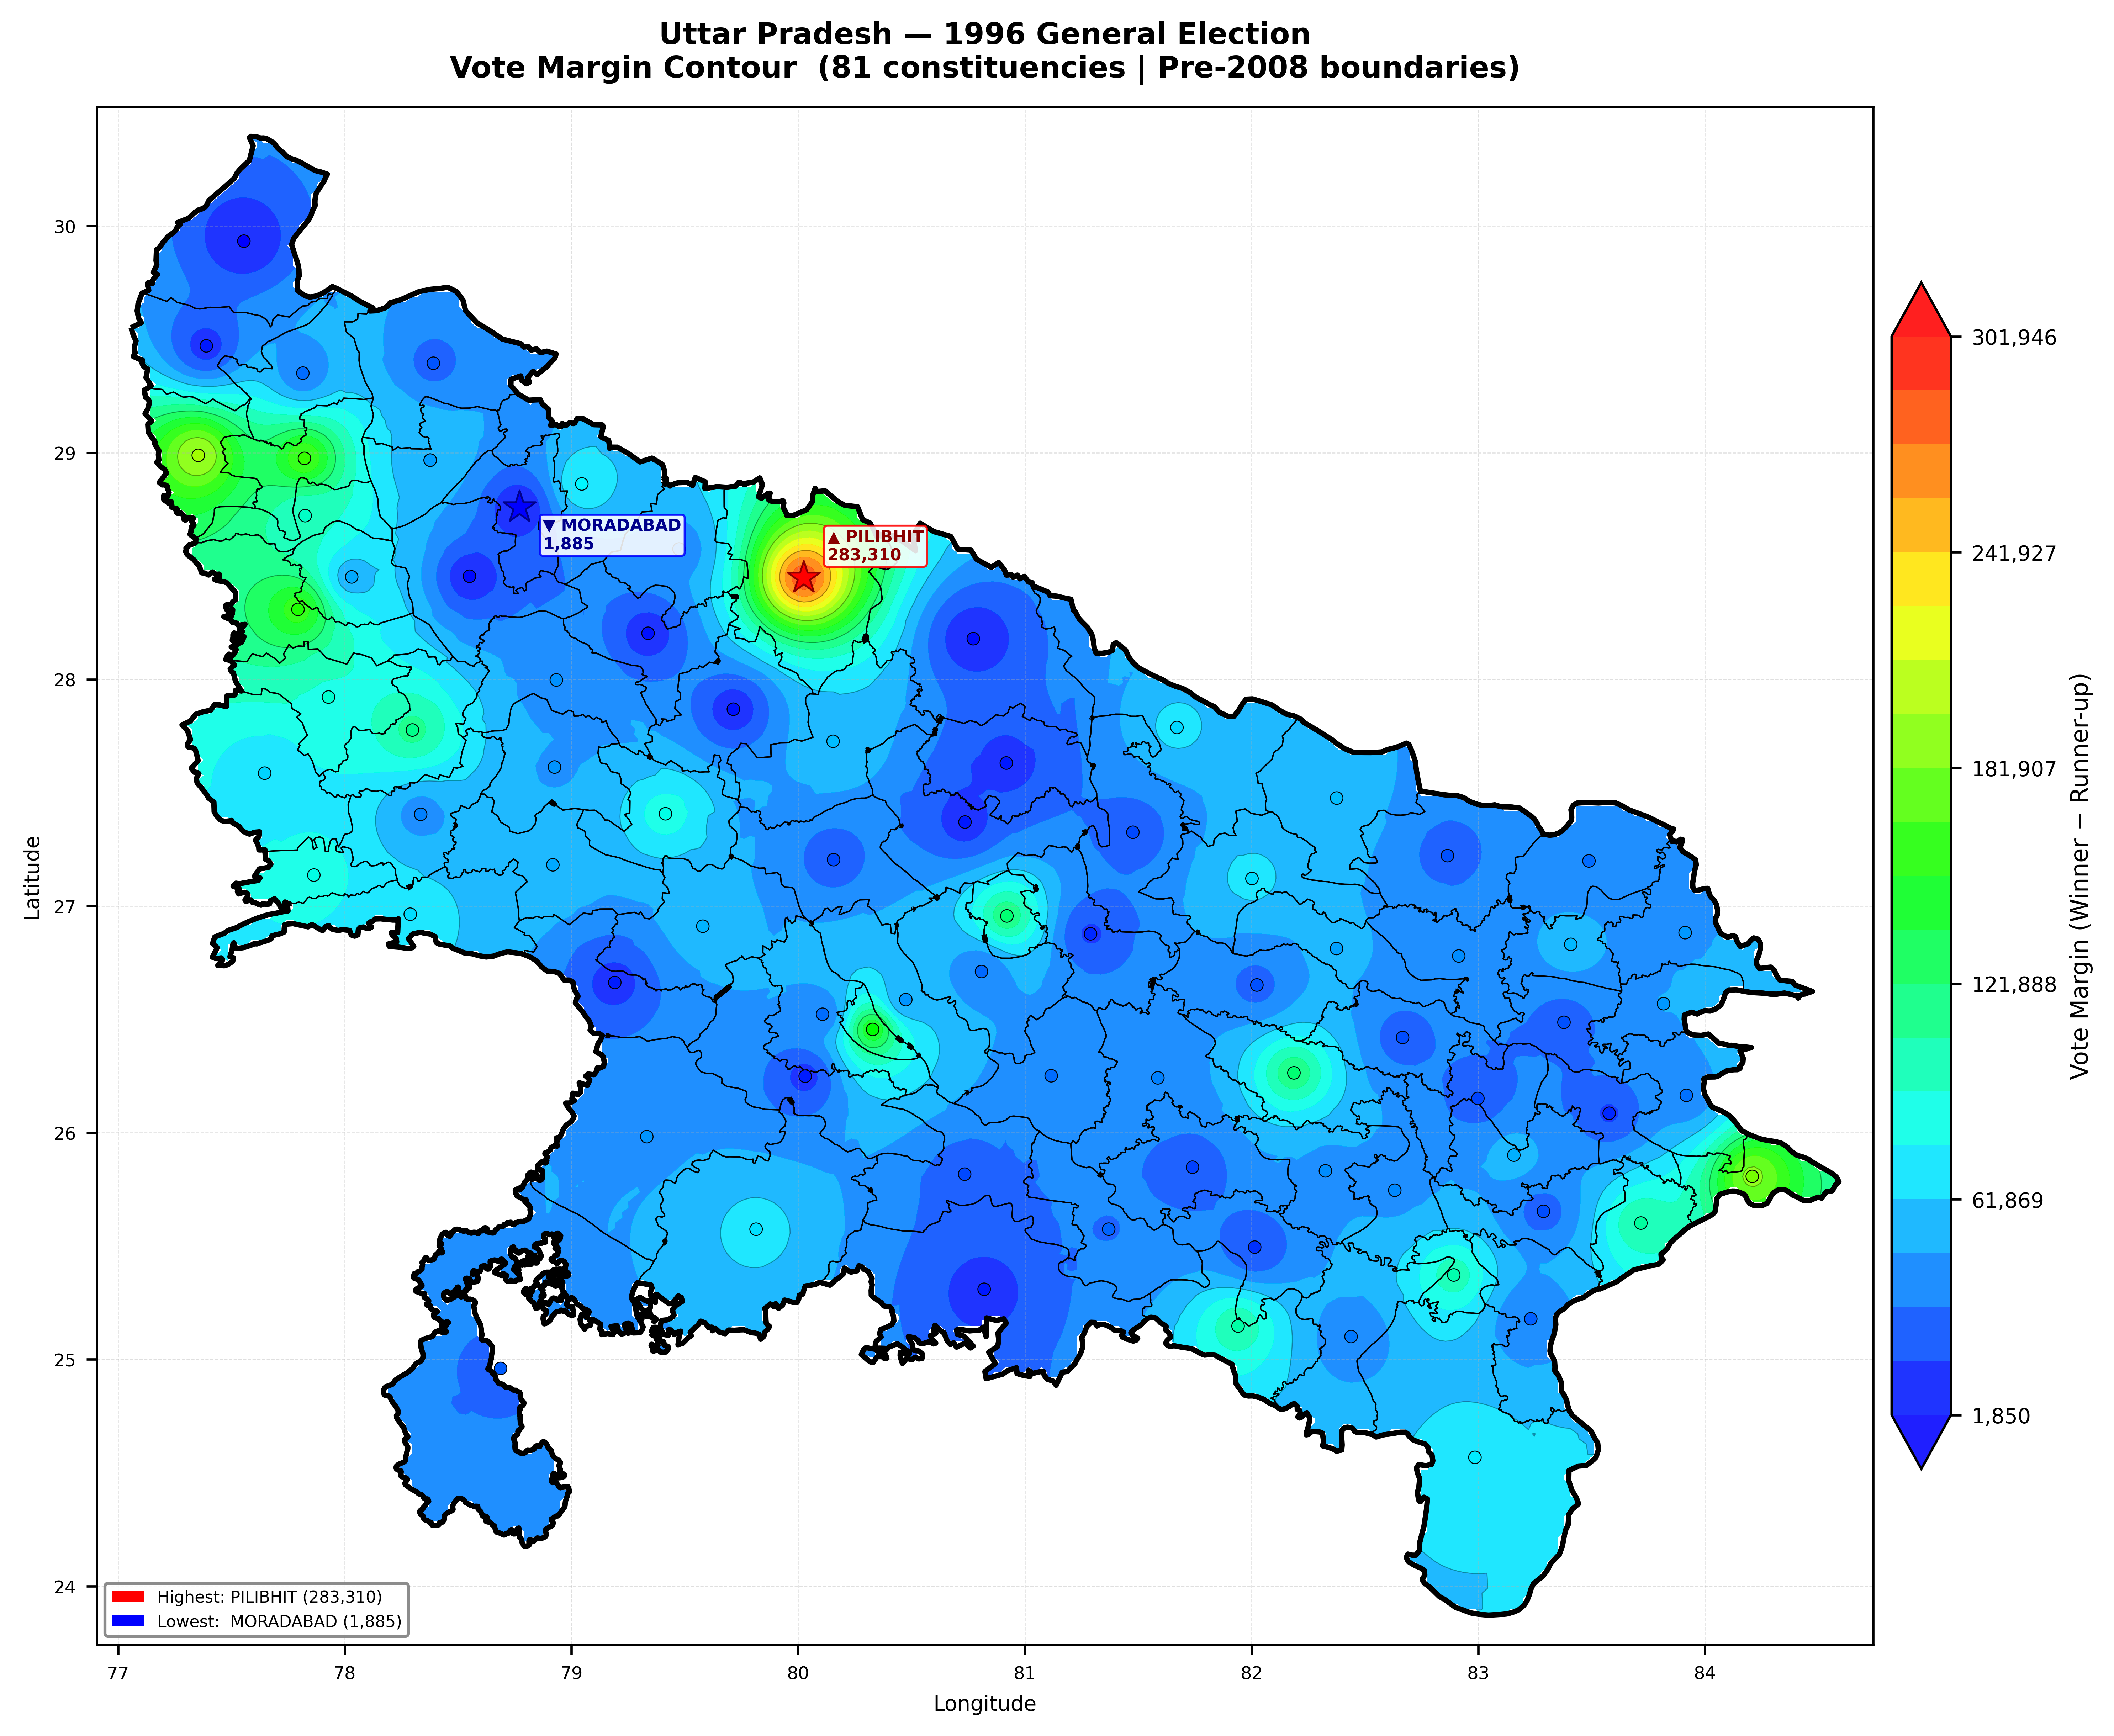 Uttar Pradesh — 1996 General Election
Vote Margin Contour (81 constituencies | Pre-2008 boundaries)
30
29
28
27
26
25
24
Latitude
77
78
79
80
81
82
83
84
Longitude
▼ MORADABAD
1,885
▲ PILIBHIT
283,310
Highest: PILIBHIT (283,310)
Lowest: MORADABAD (1,885)
301,946
241,927
181,907
121,888
61,869
1,850
Vote Margin (Winner − Runner-up)